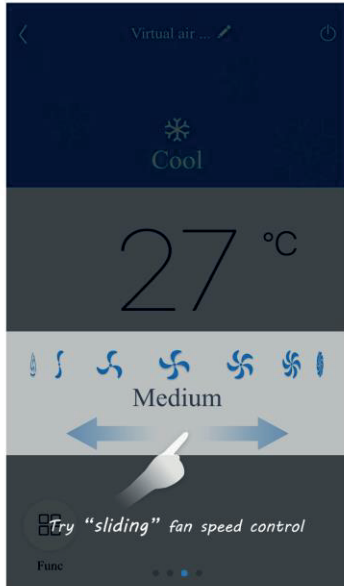 Virtual air ...
Cool
27 °C
Medium
Try “sliding” fan speed control
Func